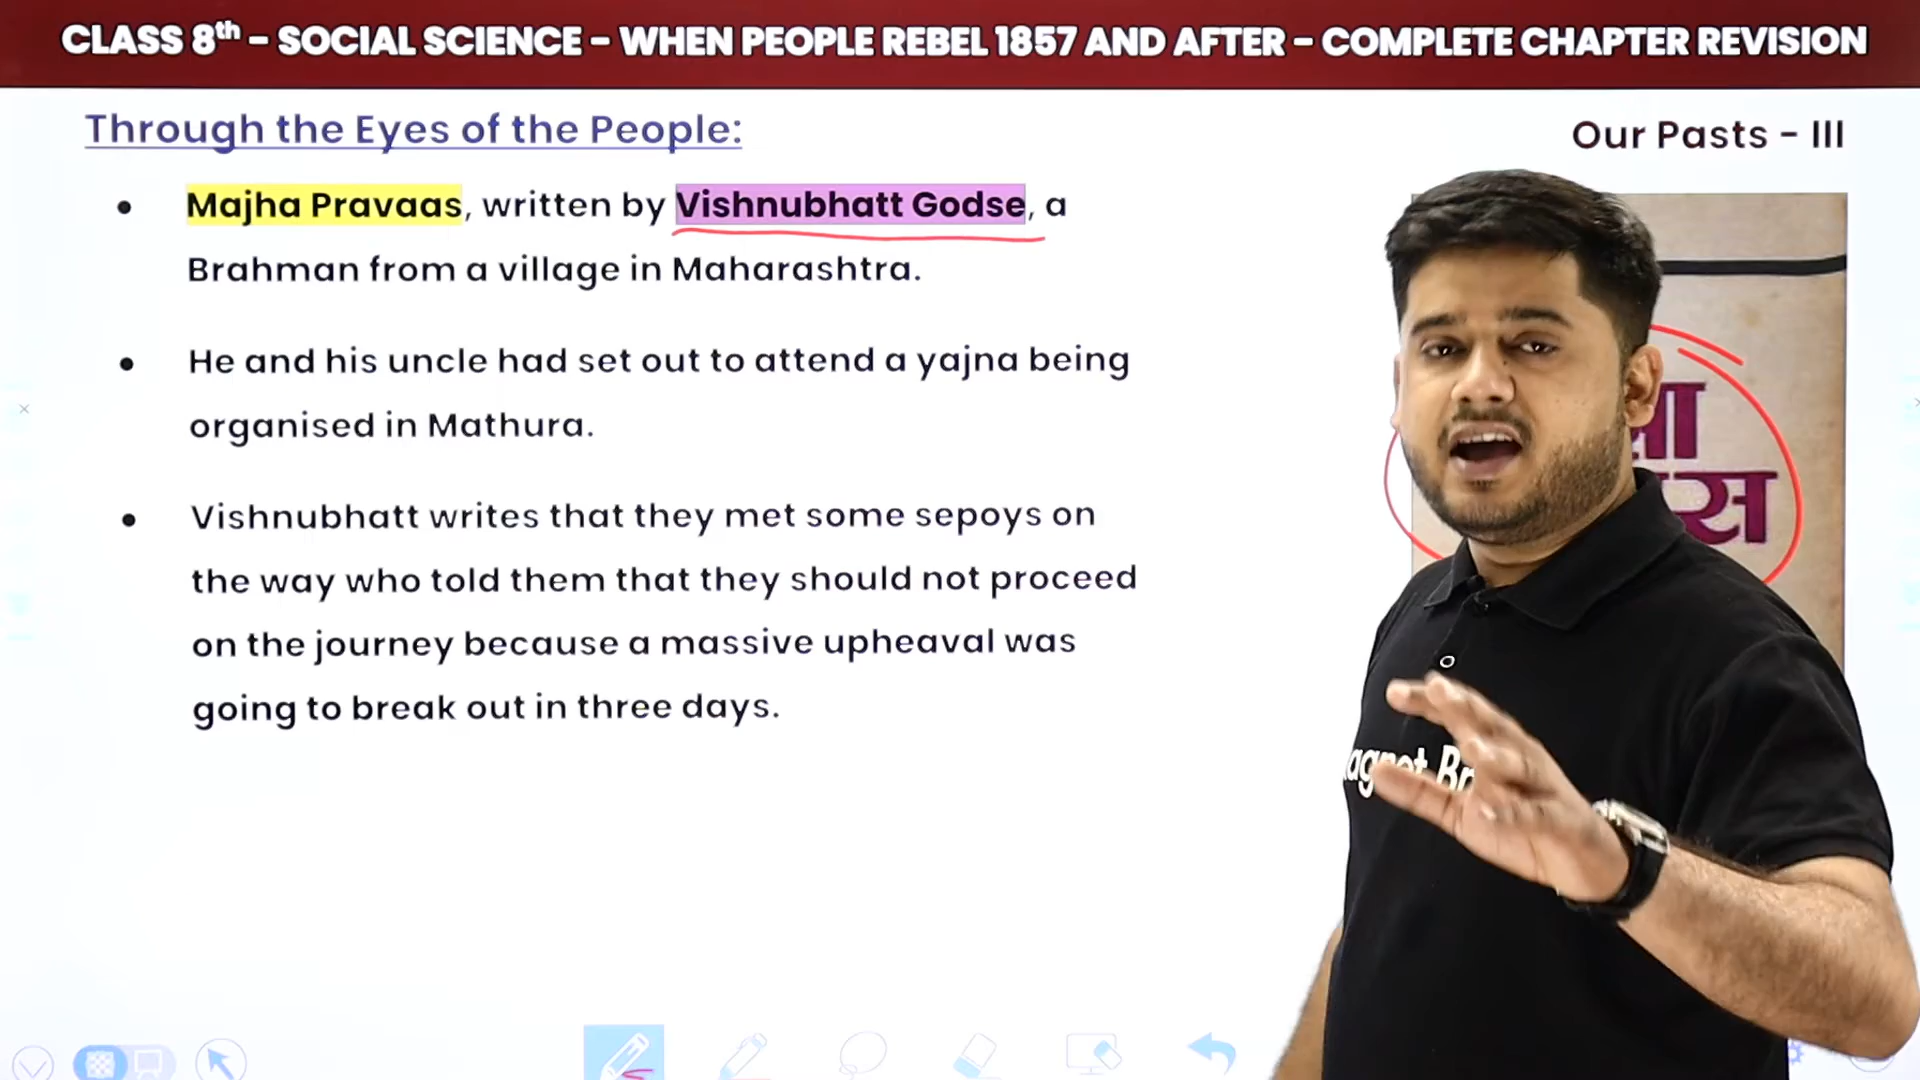 CLASS 8th – SOCIAL SCIENCE – WHEN PEOPLE REBEL 1857 AND AFTER – COMPLETE CHAPTER REVISION
Through the Eyes of the People:
Our Pasts - III
Majha Pravaas, written by Vishnubhatt Godse, a
Brahman from a village in Maharashtra.
He and his uncle had set out to attend a yajna being
organised in Mathura.
Vishnubhatt writes that they met some sepoys on
the way who told them that they should not proceed
on the journey because a massive upheaval was
going to break out in three days.